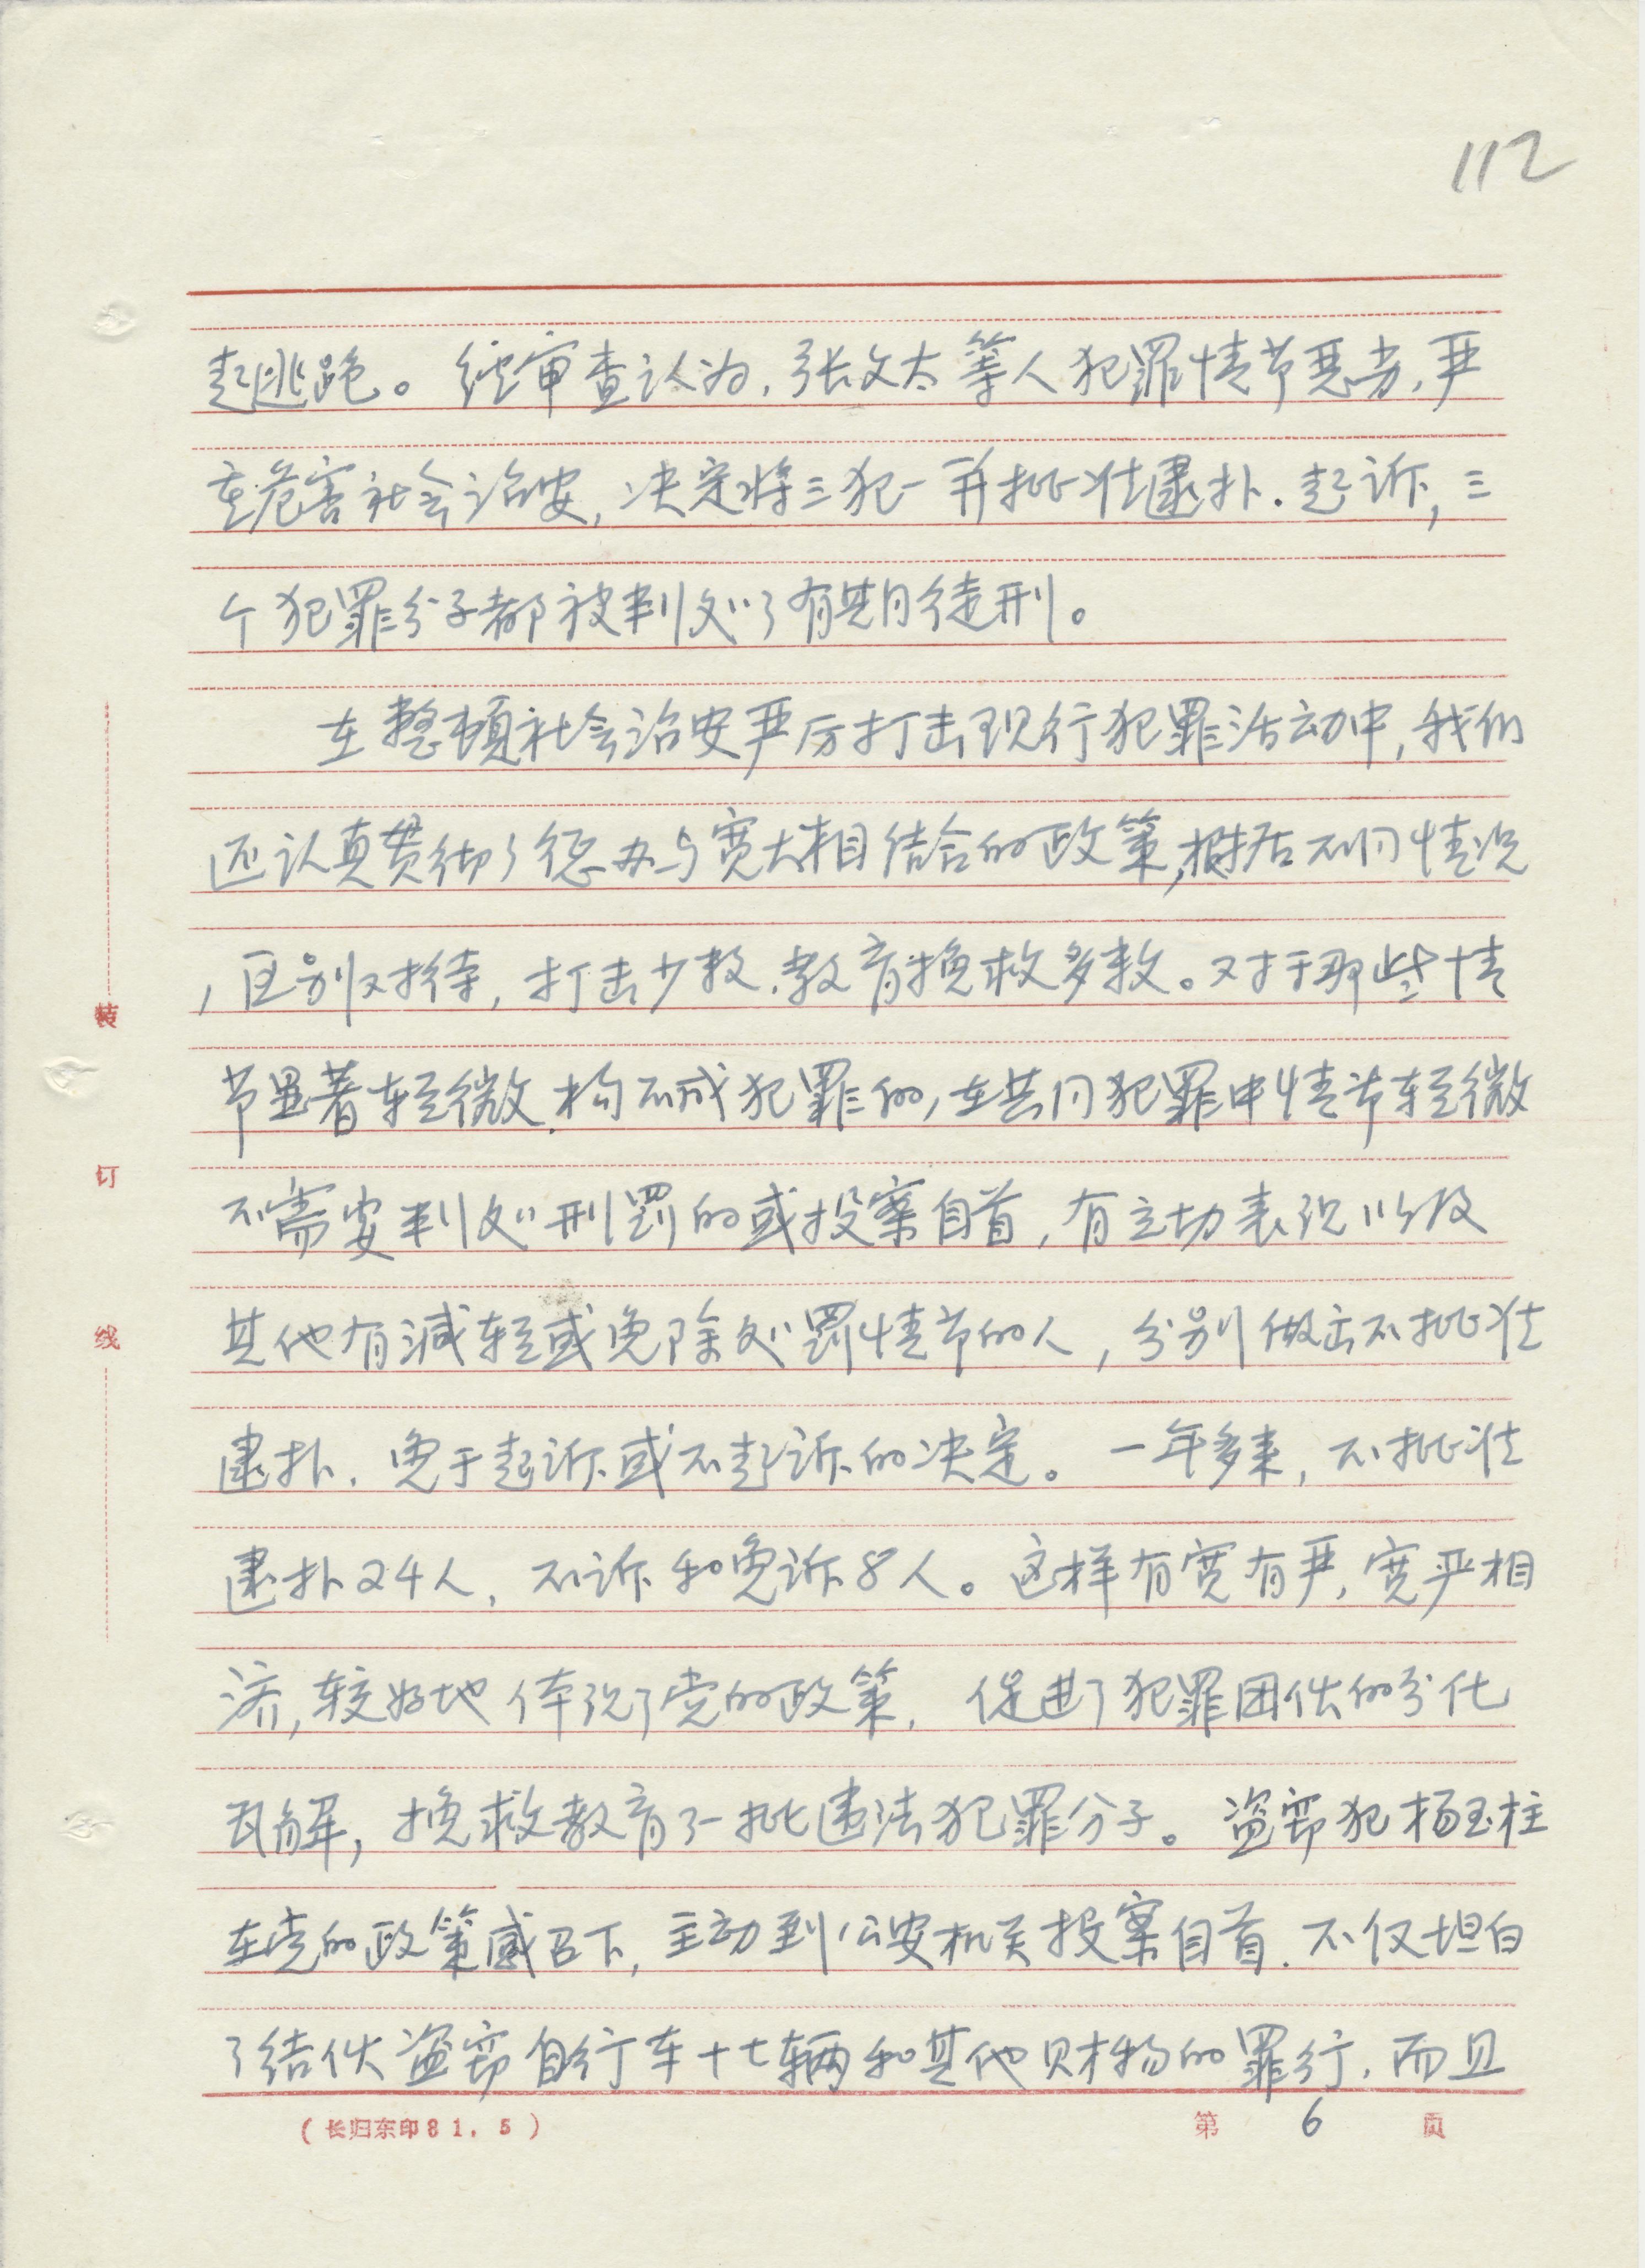 112
起逃跑。经审查认为,张文太等人犯罪情节恶劣,严
重危害社会治安,决定将三犯一并批准逮扑.起诉,三
个犯罪分子都被判处了有期徒刑。
在整顿社会治安严厉打击现行犯罪活动中,我们
还认真贯彻了惩办与宽大相结合的政策,根据不同情况
,区别对待,打击少数.教育挽救多数。对于那些情
节显著轻微.构不成犯罪的,在共同犯罪中情节轻微
不需要判处刑罚的或投案自首,有立功表现以及
其他有减轻或免除处罚情节的人,分别做出不批准
逮扑.免于起诉或不起诉的决定。一年多来,不批准
逮扑24人,不诉和免诉8人。这样有宽有严,宽严相
济,较好地体现了党的政策,促进了犯罪团伙的分化
瓦解,挽救教育了一批违法犯罪分子。盗窃犯杨玉柱
在党的政策感召下,主动到公安机关投案自首.不仅坦白
了结伙盗窃自行车十七辆和其他财物的罪行,而且
装
订
线
(长归东印81.5)
第 6 页